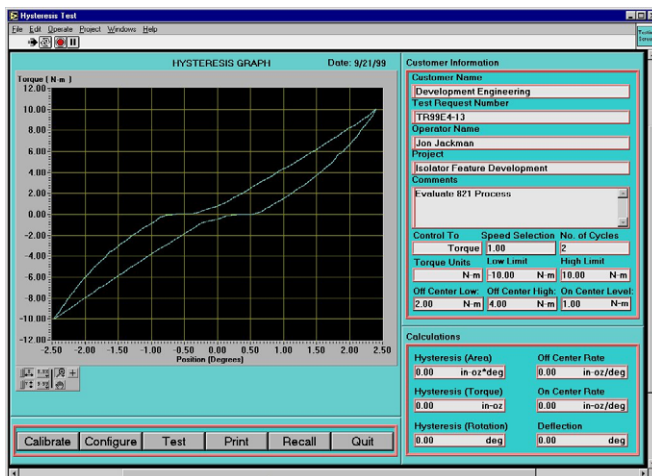 Hysteresis Test
File Edit Operate Project Windows Help
HYSTERESIS GRAPH Date: 9/21/99
Torque ( N-m )
12.00
10.00
8.00
6.00
4.00
2.00
0.00
-2.00
-4.00
-6.00
-8.00
-10.00
-12.00
-2.50 -2.00 -1.50 -1.00 -0.50 0.00 0.50 1.00 1.50 2.00 2.50
Position (Degrees)
Calibrate Configure Test Print Recall Quit
Customer Information
Customer Name
Development Engineering
Test Request Number
TR99E4-13
Operator Name
Jon Jackman
Project
Isolator Feature Development
Comments
Evaluate 821 Process
Control To Speed Selection No. of Cycles
Torque 1.00 2
Torque Units Low Limit High Limit
N-m -10.00 N-m 10.00 N-m
Off Center Low: Off Center High: On Center Level:
2.00 N-m 4.00 N-m 1.00 N-m
Calculations
Hysteresis (Area) Off Center Rate
0.00 in-oz*deg 0.00 in-oz/deg
Hysteresis (Torque) On Center Rate
0.00 in-oz 0.00 in-oz/deg
Hysteresis (Rotation) Deflection
0.00 deg 0.00 deg